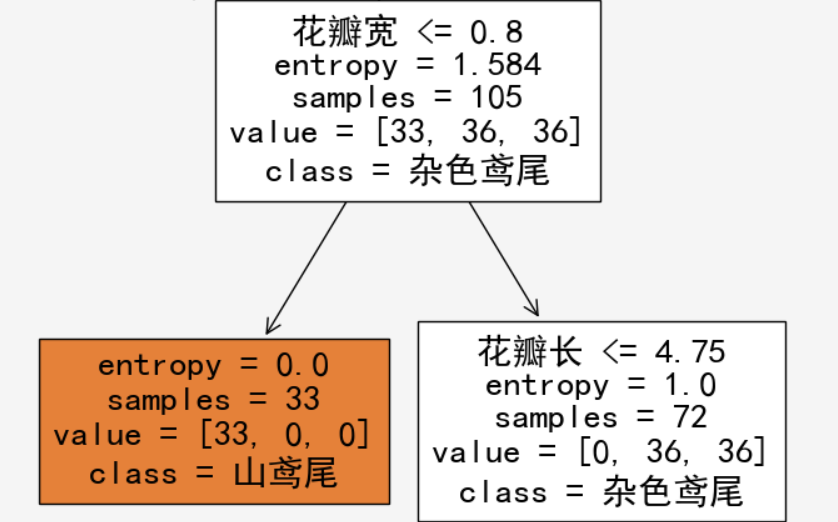 花瓣宽 <= 0.8
entropy = 1.584
samples = 105
value = [33, 36, 36]
class = 杂色鸢尾
entropy = 0.0
samples = 33
value = [33, 0, 0]
class = 山鸢尾
花瓣长 <= 4.75
entropy = 1.0
samples = 72
value = [0, 36, 36]
class = 杂色鸢尾